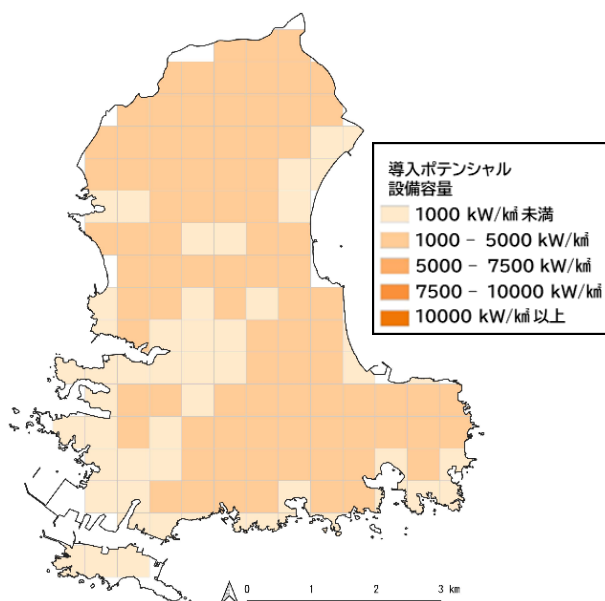 導入ポテンシャル
設備容量
1000 kW/㎢ 未満
1000 – 5000 kW/㎢
5000 – 7500 kW/㎢
7500 – 10000 kW/㎢
10000 kW/㎢ 以上
0 1 2 3 km